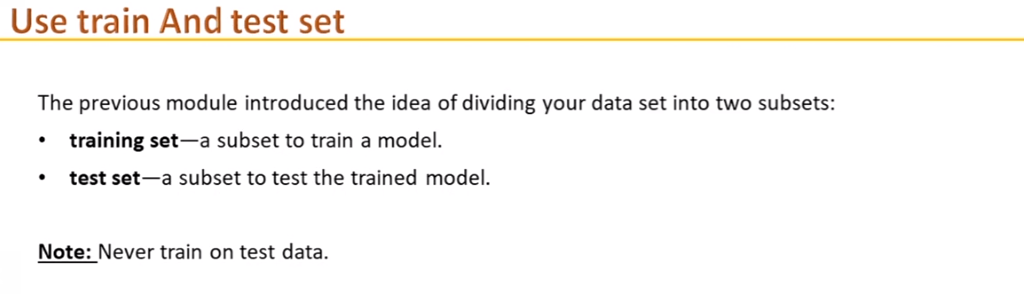 Use train And test set
The previous module introduced the idea of dividing your data set into two subsets:
• training set—a subset to train a model.
• test set—a subset to test the trained model.
Note: Never train on test data.